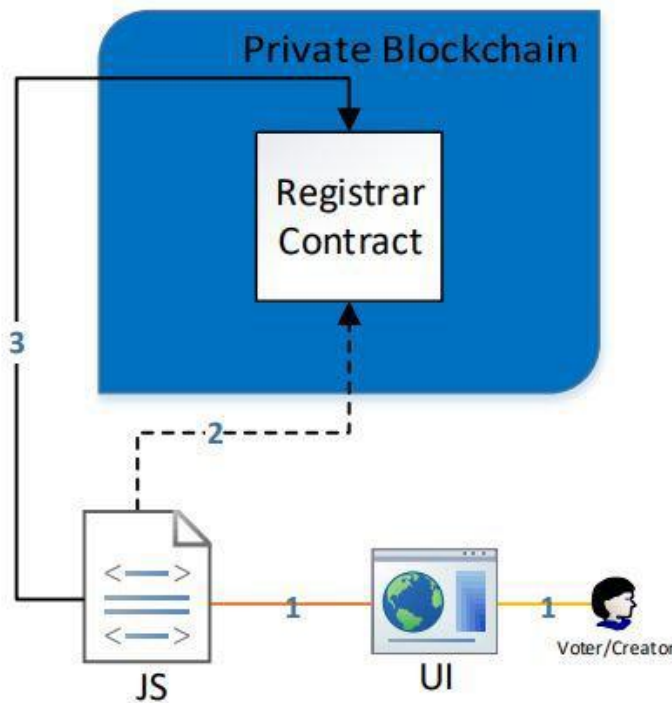 Private Blockchain
Registrar
Contract
3
2
1
1
JS
UI
Voter/Creator